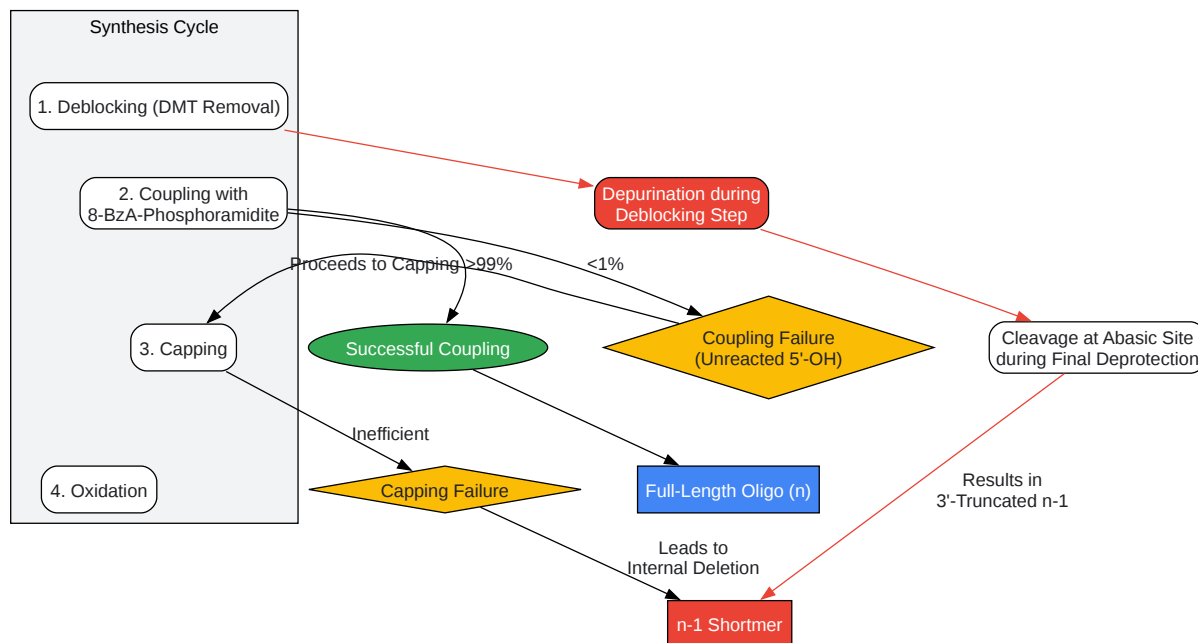 Synthesis Cycle
1. Deblocking (DMT Removal)
2. Coupling with
8-BzA-Phosphoramidite
Depurination during
Deblocking Step
Proceeds to Capping
>99%
<1%
3. Capping
Successful Coupling
Coupling Failure
(Unreacted 5'-OH)
Cleavage at Abasic Site
during Final Deprotection
Inefficient
4. Oxidation
Capping Failure
Full-Length Oligo (n)
Results in
3'-Truncated n-1
Leads to
Internal Deletion
n-1 Shortmer